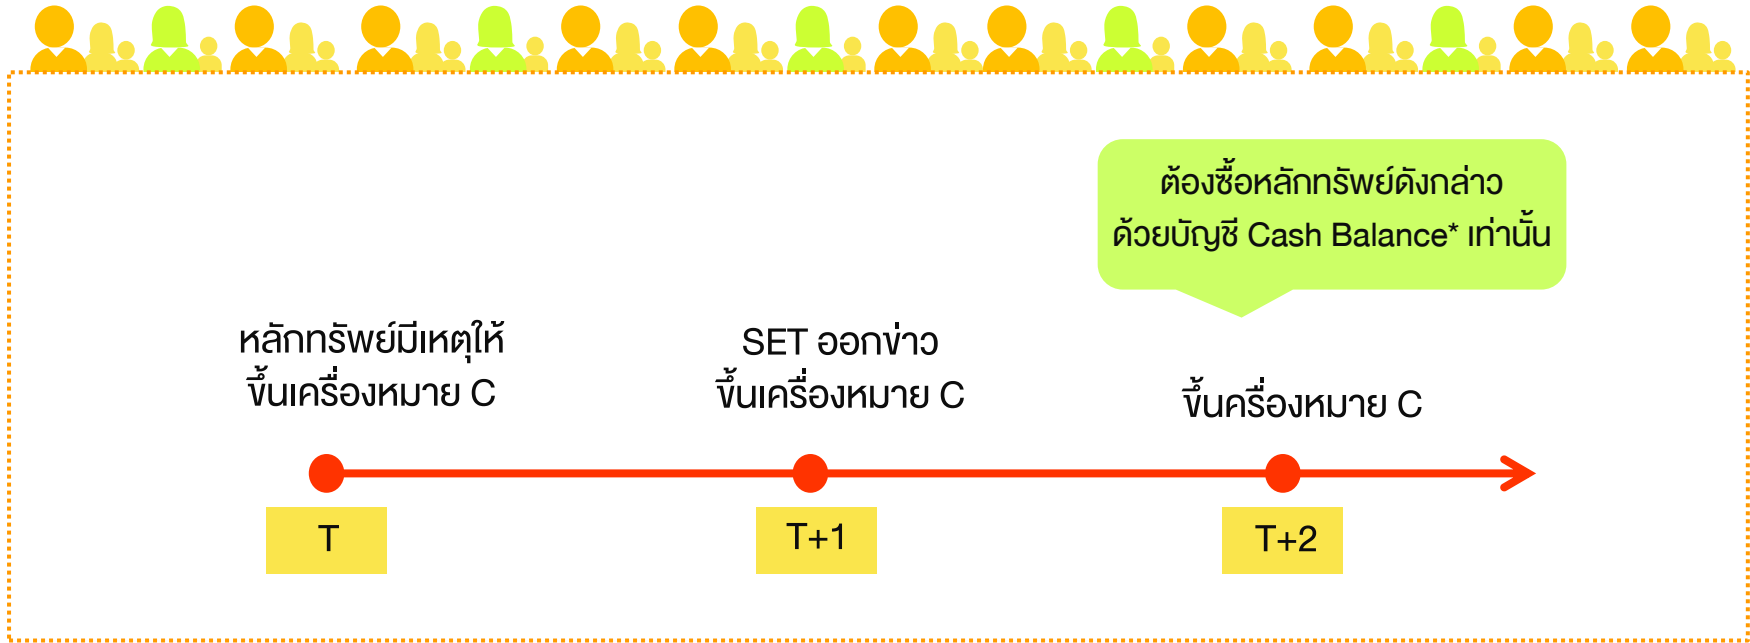 ต้องซื้อหลักทรัพย์ดังกล่าว
ด้วยบัญชี Cash Balance* เท่านั้น
หลักทรัพย์มีเหตุให้
ขึ้นเครื่องหมาย C
SET ออกข่าว
ขึ้นเครื่องหมาย C
ขึ้นครื่องหมาย C
T
T+1
T+2